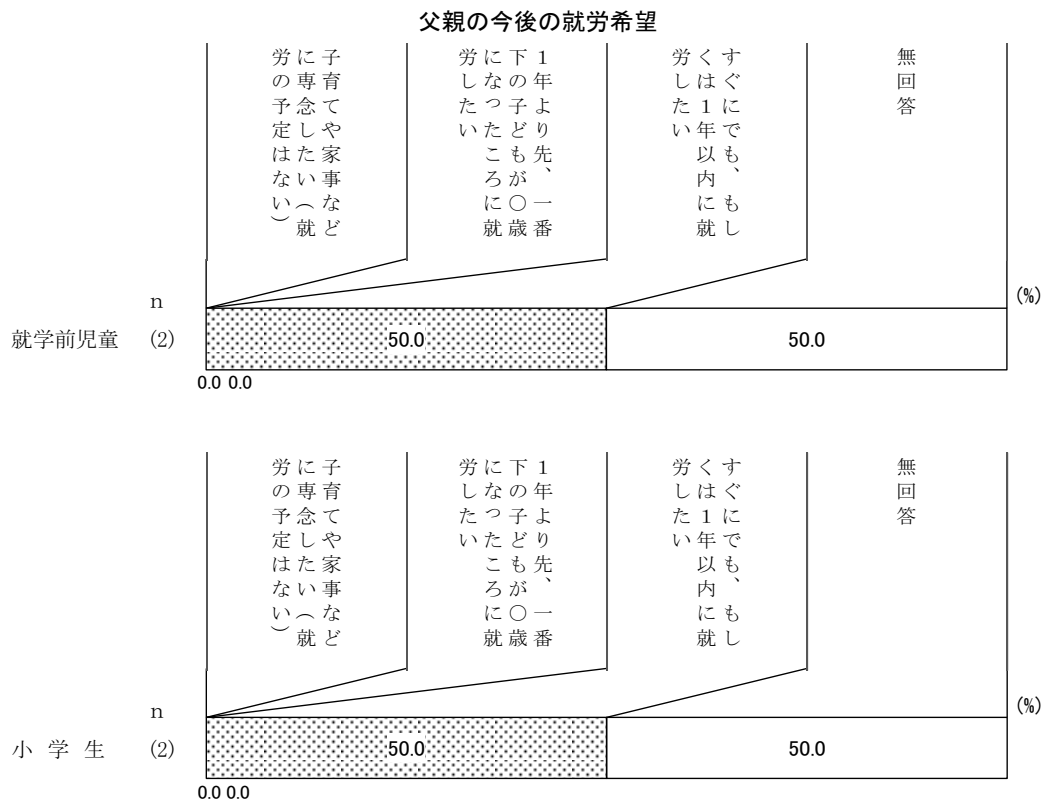 父親の今後の就労希望
子育てや家事など
に専念したい（就
労の予定はない）
１年より先、一番
下の子どもが○歳
になったころに就
労したい
すぐにでも、もし
くは１年以内に就
労したい
無回答
n
(%)
就学前児童 (2) 50.0 50.0
0.0 0.0
子育てや家事など
に専念したい（就
労の予定はない）
１年より先、一番
下の子どもが○歳
になったころに就
労したい
すぐにでも、もし
くは１年以内に就
労したい
無回答
n
(%)
小学生 (2) 50.0 50.0
0.0 0.0